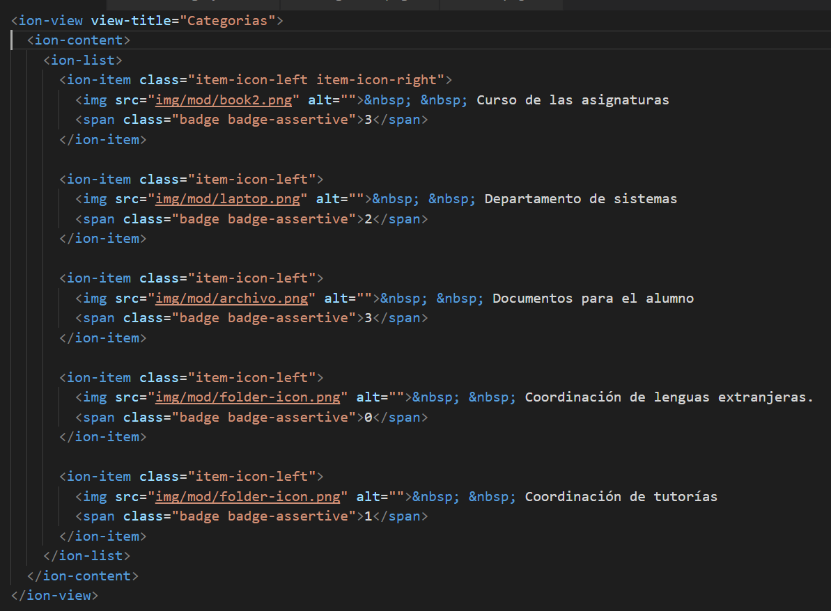 <ion-view view-title="Categorias">
<ion-content>
<ion-list>
<ion-item class="item-icon-left item-icon-right">
<img src="img/mod/book2.png" alt="">&nbsp; &nbsp; Curso de las asignaturas
<span class="badge badge-assertive">3</span>
</ion-item>
<ion-item class="item-icon-left">
<img src="img/mod/laptop.png" alt="">&nbsp; &nbsp; Departamento de sistemas
<span class="badge badge-assertive">2</span>
</ion-item>
<ion-item class="item-icon-left">
<img src="img/mod/archivo.png" alt="">&nbsp; &nbsp; Documentos para el alumno
<span class="badge badge-assertive">3</span>
</ion-item>
<ion-item class="item-icon-left">
<img src="img/mod/folder-icon.png" alt="">&nbsp; &nbsp; Coordinación de lenguas extranjeras.
<span class="badge badge-assertive">0</span>
</ion-item>
<ion-item class="item-icon-left">
<img src="img/mod/folder-icon.png" alt="">&nbsp; &nbsp; Coordinación de tutorías
<span class="badge badge-assertive">1</span>
</ion-item>
</ion-list>
</ion-content>
</ion-view>